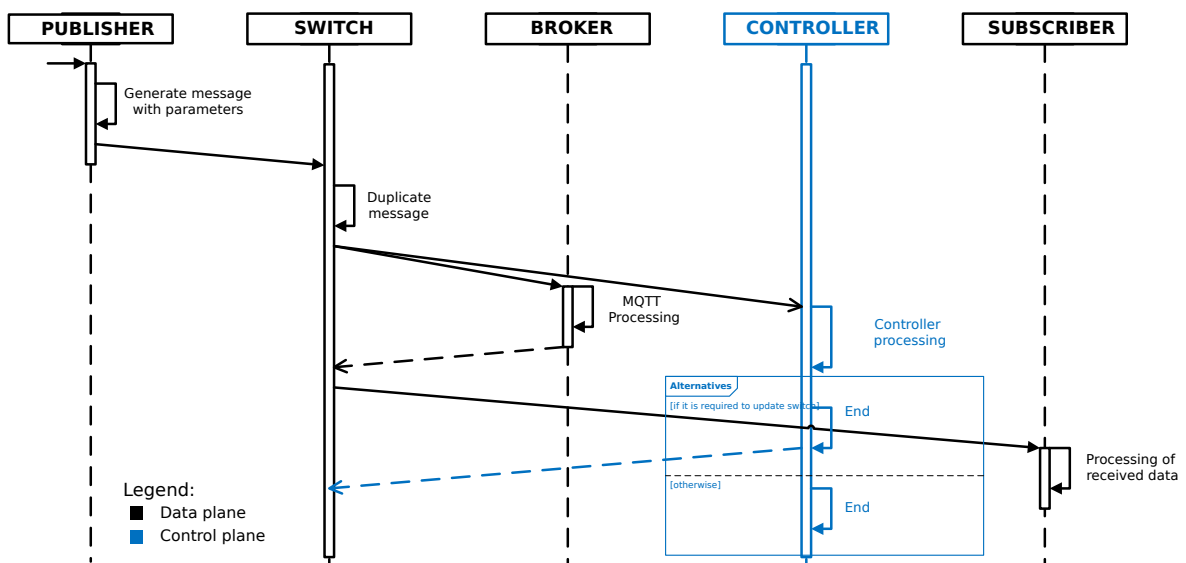 PUBLISHER
SWITCH
BROKER
CONTROLLER
SUBSCRIBER
Generate message
with parameters
Duplicate
message
MQTT
Processing
Controller
processing
Alternatives
[if it is required to update switch]
End
Processing of
received data
[otherwise]
End
Legend:
Data plane
Control plane